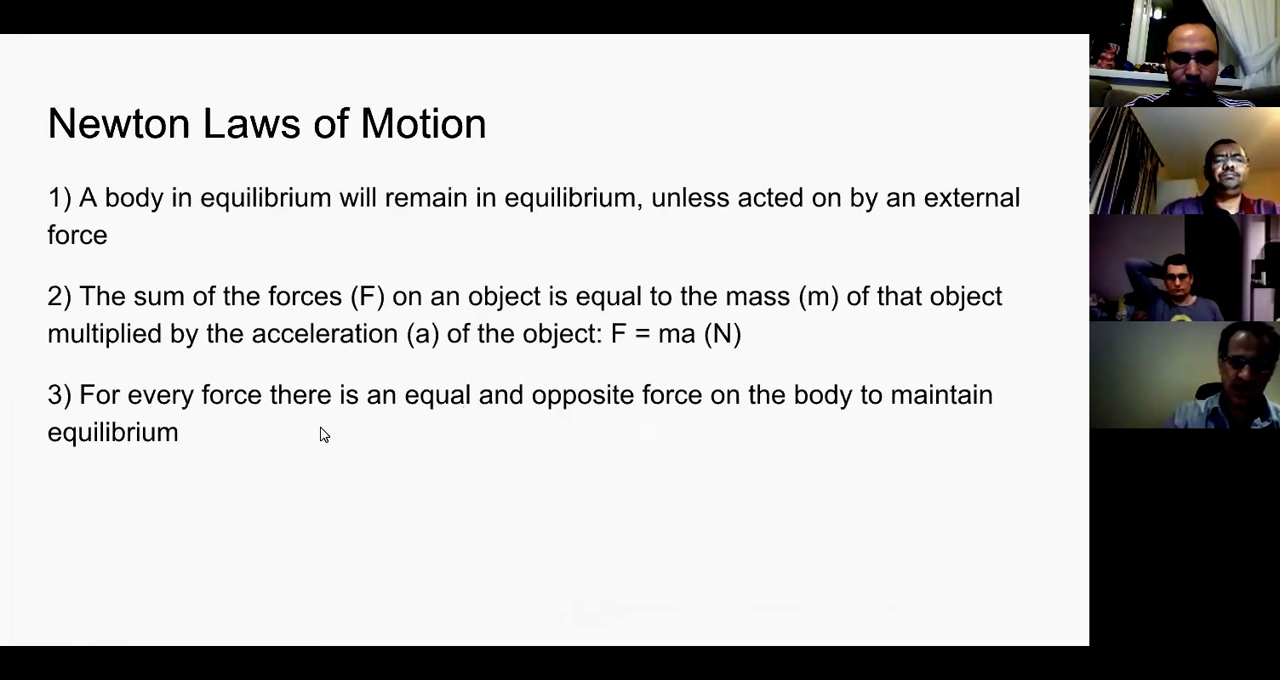 Newton Laws of Motion
1) A body in equilibrium will remain in equilibrium, unless acted on by an external
force
2) The sum of the forces (F) on an object is equal to the mass (m) of that object
multiplied by the acceleration (a) of the object: F = ma (N)
3) For every force there is an equal and opposite force on the body to maintain
equilibrium